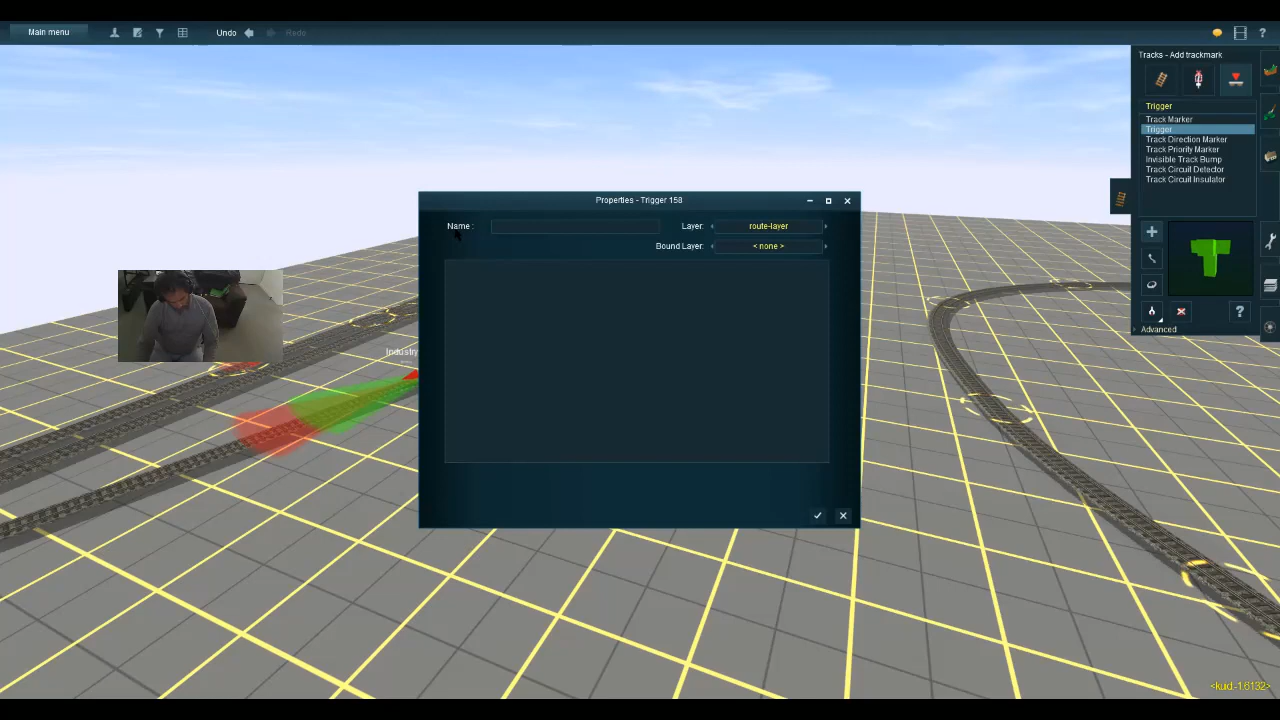 Main menu
Undo
Redo
?
Tracks - Add trackmark
Trigger
Track Marker
Trigger
Track Direction Marker
Track Priority Marker
Invisible Track Bump
Track Circuit Detector
Track Circuit Insulator
?
Advanced
Properties - Trigger 158
Name :
Layer:
route-layer
Bound Layer:
< none >
Industry
<kuid:-1:6132>